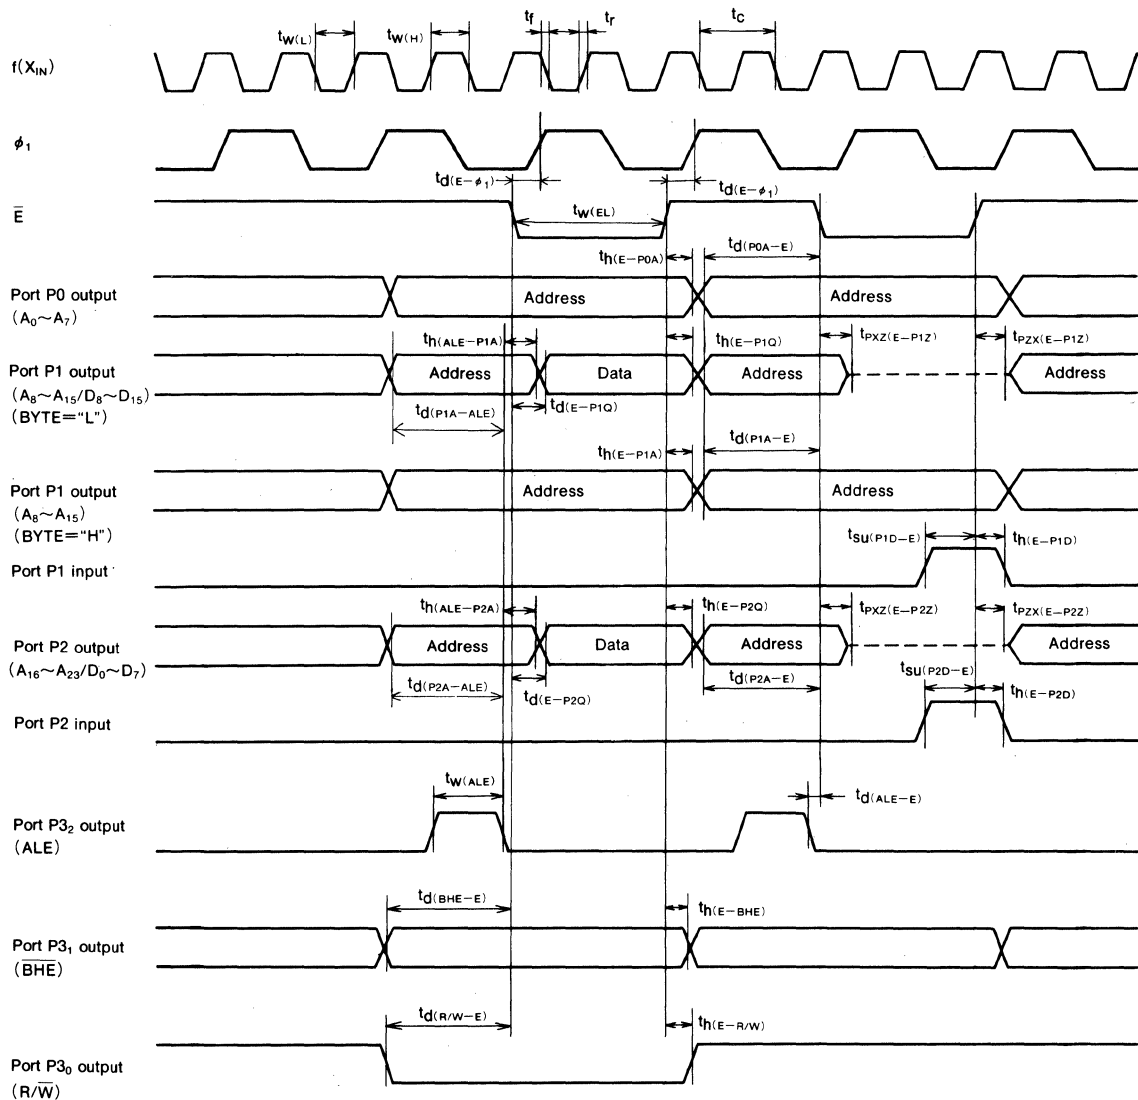 tf tr tC
tW(L) tW(H)
f(XIN)
ϕ1
td(E−ϕ1) td(E−ϕ1)
E̅ tW(EL)
th(E−P0A) td(P0A−E)
Port P0 output Address Address
(A0~A7)
th(ALE−P1A) th(E−P1Q) tPXZ(E−P1Z) tPZX(E−P1Z)
Port P1 output Address Data Address Address
(A8~A15/D8~D15)
(BYTE="L") td(P1A−ALE) td(E−P1Q)
th(E−P1A) td(P1A−E)
Port P1 output Address Address
(A8~A15)
(BYTE="H") tsu(P1D−E) th(E−P1D)
Port P1 input
th(ALE−P2A) th(E−P2Q) tPXZ(E−P2Z) tPZX(E−P2Z)
Port P2 output Address Data Address Address
(A16~A23/D0~D7)
td(P2A−ALE) td(E−P2Q) td(P2A−E) tsu(P2D−E) th(E−P2D)
Port P2 input
tW(ALE) td(ALE−E)
Port P32 output
(ALE)
td(BHE−E) th(E−BHE)
Port P31 output
(B̅H̅E̅)
td(R/W−E) th(E−R/W)
Port P30 output
(R/W̅)